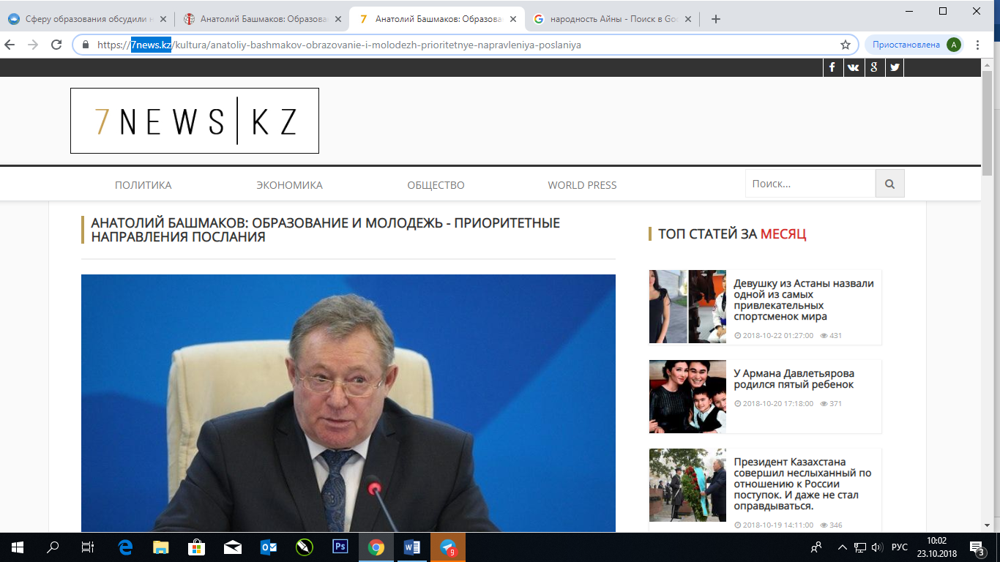 Сферу образования обсудили н
Анатолий Башмаков: Образова
Анатолий Башмаков: Образова
народность Айны - Поиск в Goo
https://7news.kz/kultura/anatoliy-bashmakov-obrazovanie-i-molodezh-prioritetnye-napravleniya-poslaniya
Приостановлена
A
7NEWS|KZ
ПОЛИТИКА
ЭКОНОМИКА
ОБЩЕСТВО
WORLD PRESS
Поиск...
АНАТОЛИЙ БАШМАКОВ: ОБРАЗОВАНИЕ И МОЛОДЕЖЬ - ПРИОРИТЕТНЫЕ
НАПРАВЛЕНИЯ ПОСЛАНИЯ
ТОП СТАТЕЙ ЗА МЕСЯЦ
Девушку из Астаны назвали
одной из самых
привлекательных
спортсменок мира
2018-10-22 01:27:00 431
У Армана Давлетьярова
родился пятый ребенок
2018-10-20 17:18:00 371
Президент Казахстана
совершил неслыханный по
отношению к России
поступок. И даже не стал
оправдываться.
2018-10-19 14:11:00 346
Ps
9
РУС
10:02
23.10.2018
3